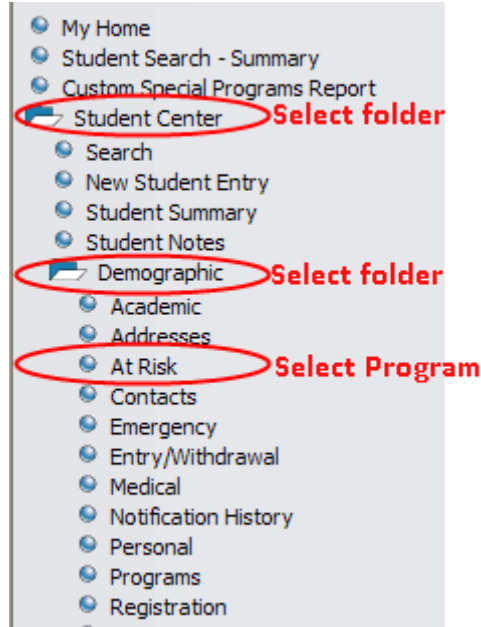 My Home
Student Search - Summary
Custom Special Programs Report
Student Center Select folder
Search
New Student Entry
Student Summary
Student Notes
Demographic Select folder
Academic
Addresses
At Risk Select Program
Contacts
Emergency
Entry/Withdrawal
Medical
Notification History
Personal
Programs
Registration